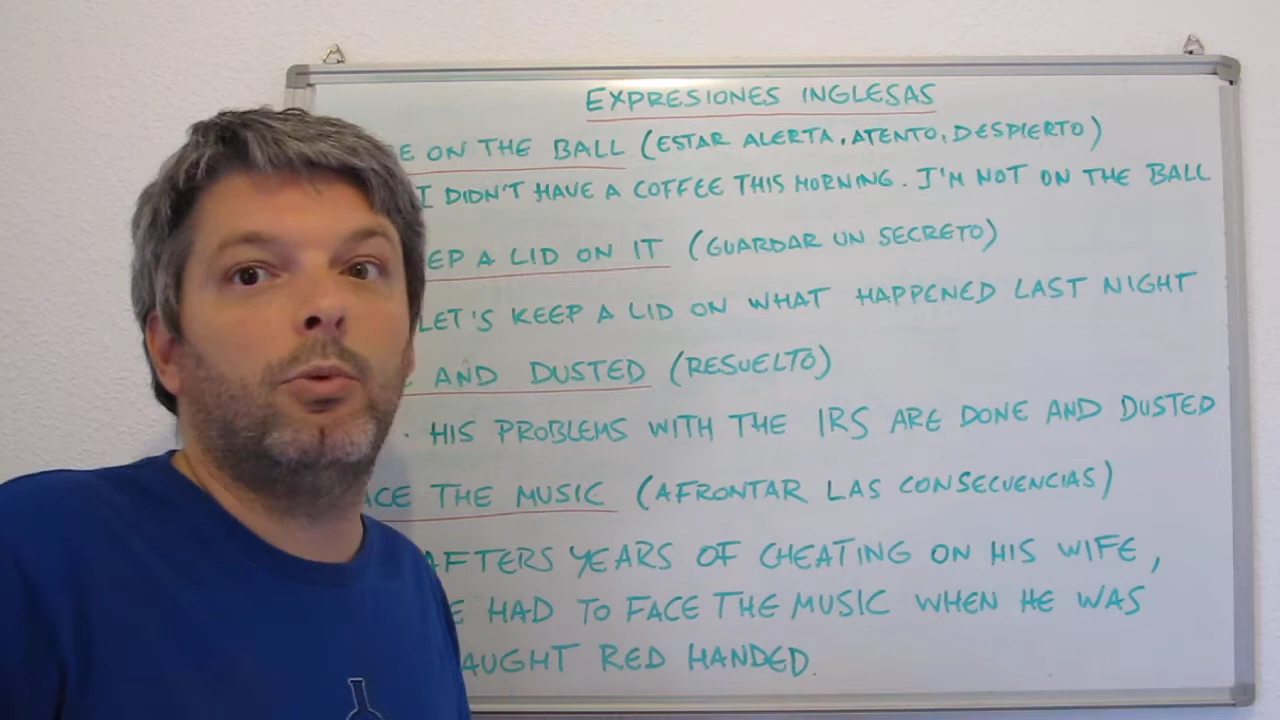 EXPRESIONES INGLESAS
E ON THE BALL (ESTAR ALERTA, ATENTO, DESPIERTO)
I DIDN'T HAVE A COFFEE THIS MORNING. I'M NOT ON THE BALL
EP A LID ON IT (GUARDAR UN SECRETO)
LET'S KEEP A LID ON WHAT HAPPENED LAST NIGHT
AND DUSTED (RESUELTO)
. HIS PROBLEMS WITH THE IRS ARE DONE AND DUSTED
ACE THE MUSIC (AFRONTAR LAS CONSECUENCIAS)
AFTERS YEARS OF CHEATING ON HIS WIFE,
E HAD TO FACE THE MUSIC WHEN HE WAS
AUGHT RED HANDED.